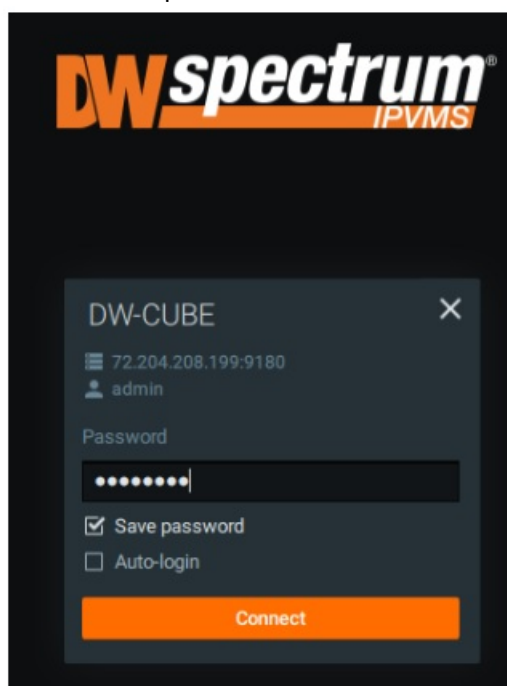 DW spectrum®
IPVMS
DW-CUBE
72.204.208.199:9180
admin
Password
Save password
Auto-login
Connect